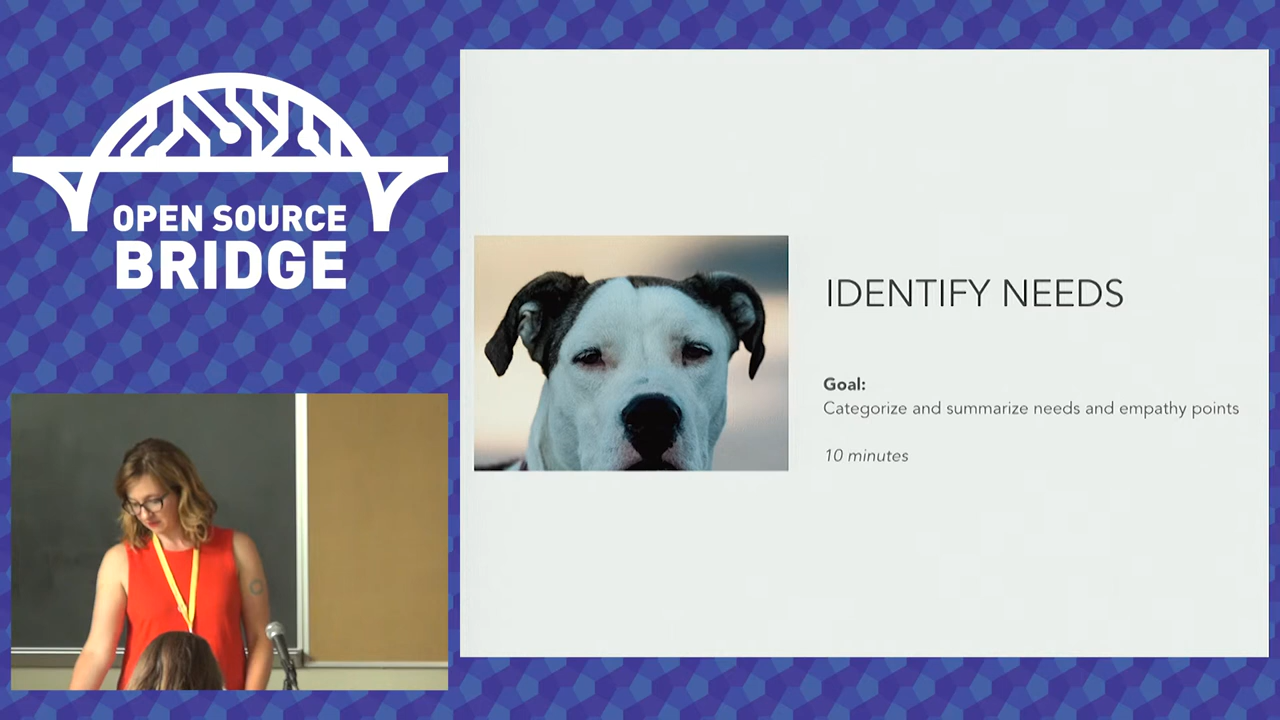 OPEN SOURCE
BRIDGE
IDENTIFY NEEDS
Goal:
Categorize and summarize needs and empathy points
10 minutes